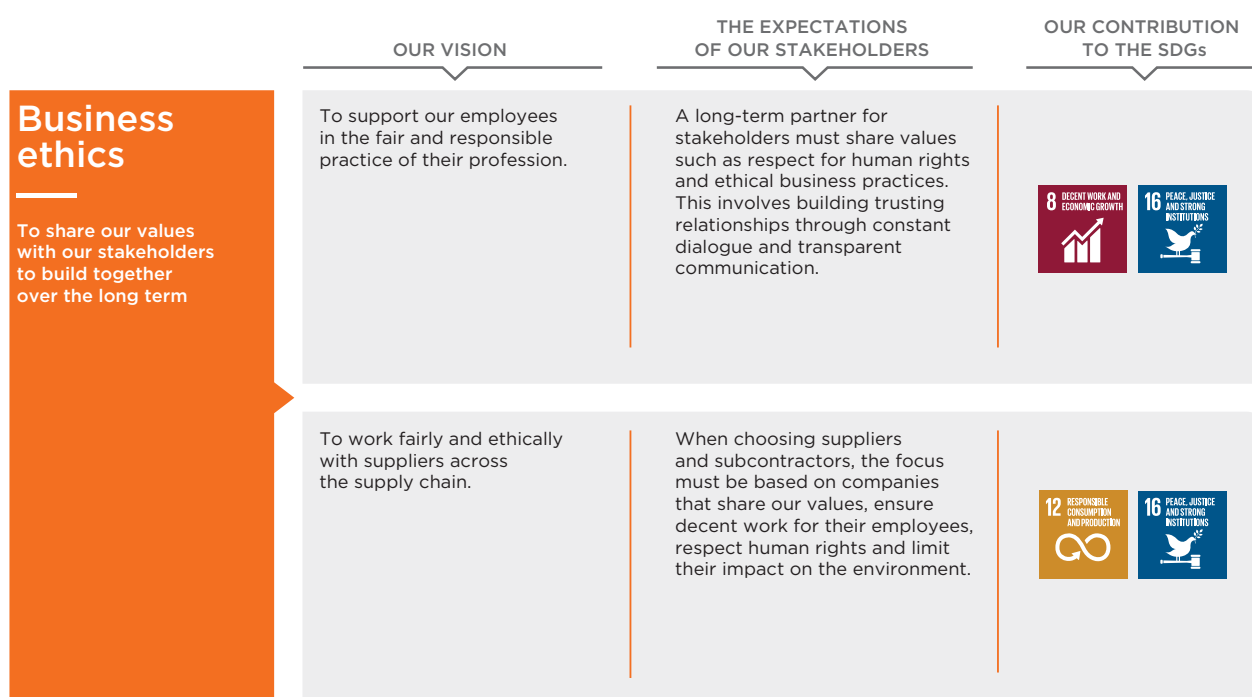 OUR VISION
THE EXPECTATIONS
OF OUR STAKEHOLDERS
OUR CONTRIBUTION
TO THE SDGs
Business
ethics
To share our values
with our stakeholders
to build together
over the long term
To support our employees
in the fair and responsible
practice of their profession.
A long-term partner for
stakeholders must share values
such as respect for human rights
and ethical business practices.
This involves building trusting
relationships through constant
dialogue and transparent
communication.
8 DECENT WORK AND
ECONOMIC GROWTH
16 PEACE, JUSTICE
AND STRONG
INSTITUTIONS
To work fairly and ethically
with suppliers across
the supply chain.
When choosing suppliers
and subcontractors, the focus
must be based on companies
that share our values, ensure
decent work for their employees,
respect human rights and limit
their impact on the environment.
12 RESPONSIBLE
CONSUMPTION
AND PRODUCTION
16 PEACE, JUSTICE
AND STRONG
INSTITUTIONS